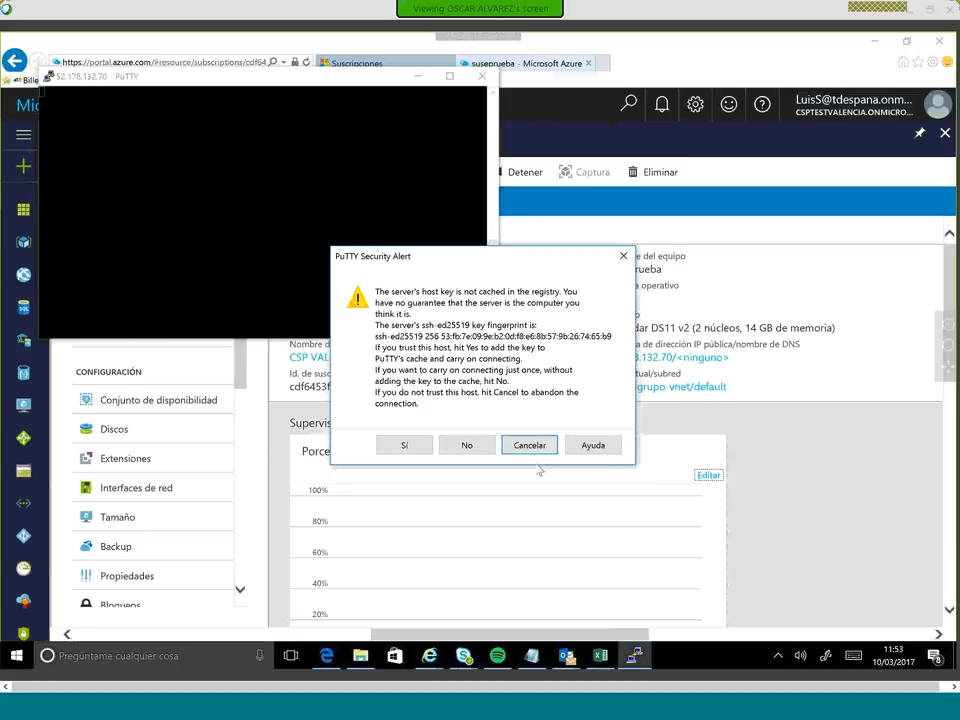 Viewing OSCAR ALVAREZ's screen
https://portal.azure.com/#resource/subscriptions/cdf64
Suscripciones
suseprueba - Microsoft Azure
Bille
52.178.132.70 - PuTTY
Mic
LuisS@tdespana.onm...
CSPTESTVALENCIA.ONMICRO...
Detener
Captura
Eliminar
PuTTY Security Alert
The server's host key is not cached in the registry. You
have no guarantee that the server is the computer you
think it is.
The server's ssh-ed25519 key fingerprint is:
ssh-ed25519 256 53:fb:7e:09:9e:b2:0d:f8:e6:8b:57:9b:26:74:65:b9
If you trust this host, hit Yes to add the key to
PuTTY's cache and carry on connecting.
If you want to carry on connecting just once, without
adding the key to the cache, hit No.
If you do not trust this host, hit Cancel to abandon the
connection.
Sí
No
Cancelar
Ayuda
e del equipo
rueba
a operativo
dar DS11 v2 (2 núcleos, 14 GB de memoria)
a de dirección IP pública/nombre de DNS
8.132.70/<ninguno>
tual/subred
grupo-vnet/default
CSP VAL
Id. de susc
cdf6453f
CONFIGURACIÓN
Conjunto de disponibilidad
Discos
Extensiones
Interfaces de red
Tamaño
Backup
Propiedades
Bloqueos
Supervis
Porce
Editar
100%
80%
60%
40%
20%
Pregúntame cualquier cosa
11:53
10/03/2017
8